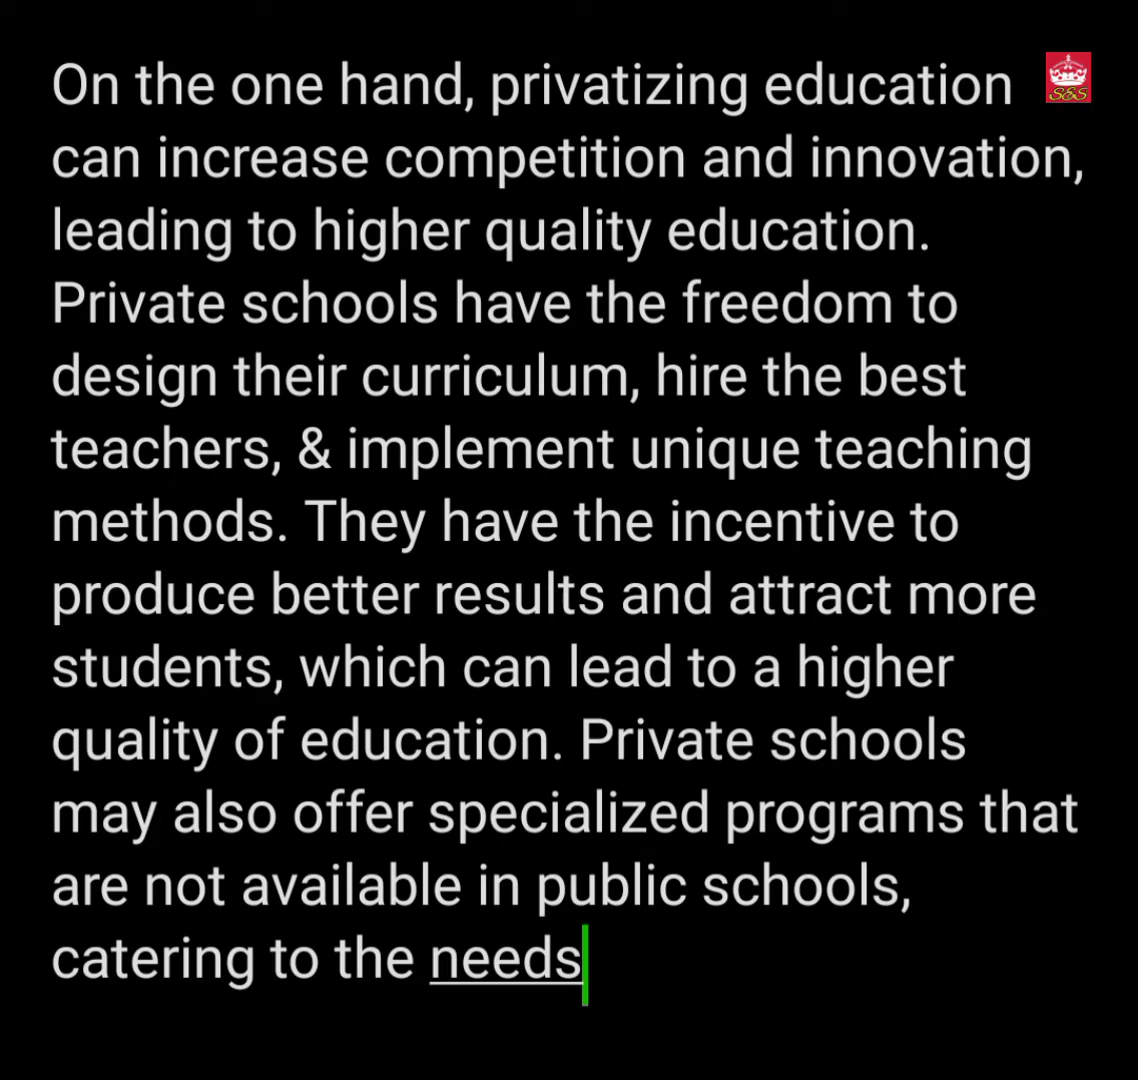 On the one hand, privatizing education
can increase competition and innovation,
leading to higher quality education.
Private schools have the freedom to
design their curriculum, hire the best
teachers, & implement unique teaching
methods. They have the incentive to
produce better results and attract more
students, which can lead to a higher
quality of education. Private schools
may also offer specialized programs that
are not available in public schools,
catering to the needs
S&S